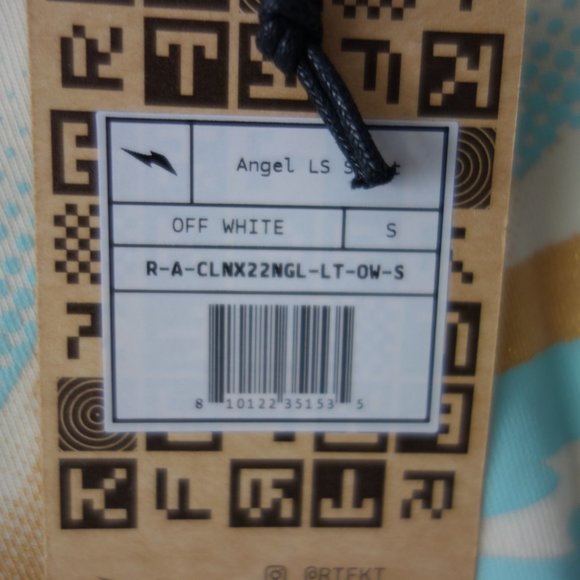 Angel LS
OFF WHITE
S
R-A-CLNX22NGL-LT-OW-S
8 10122 35153 5
@RTFKT